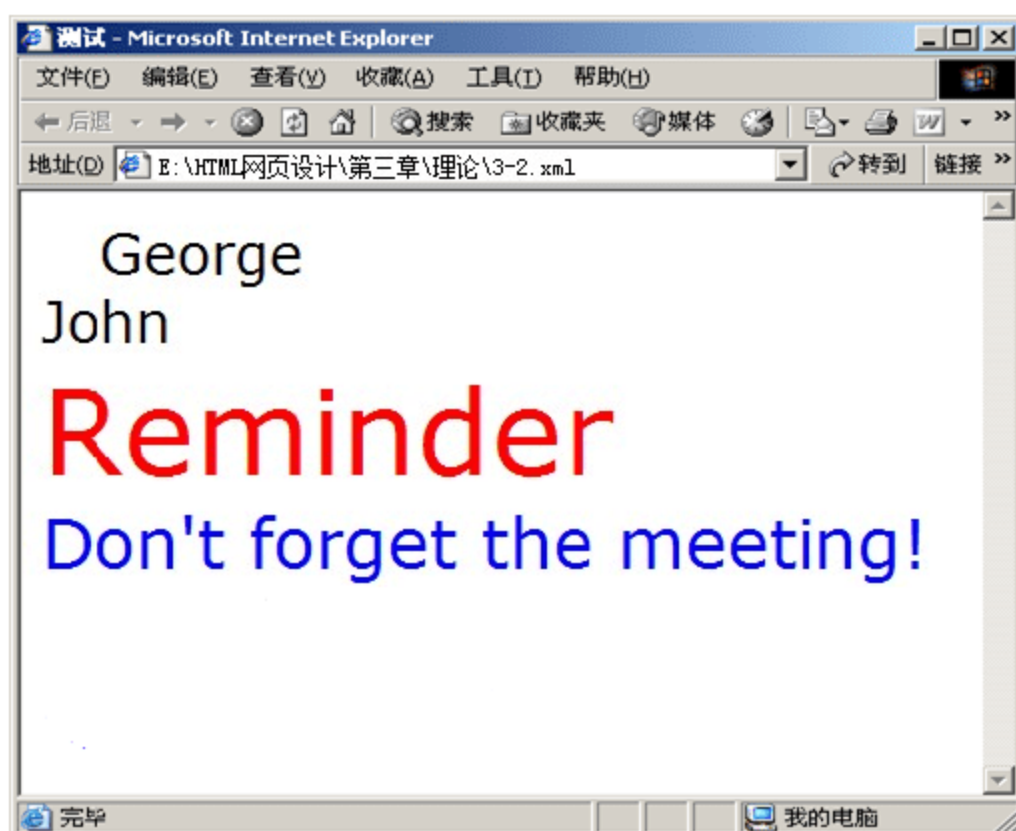 测试 - Microsoft Internet Explorer
文件(F) 编辑(E) 查看(V) 收藏(A) 工具(T) 帮助(H)
后退 搜索 收藏夹 媒体 W »
地址(D) E:\HTML网页设计\第三章\理论\3-2.xml 转到 链接 »
George
John
Reminder
Don't forget the meeting!
完毕 我的电脑